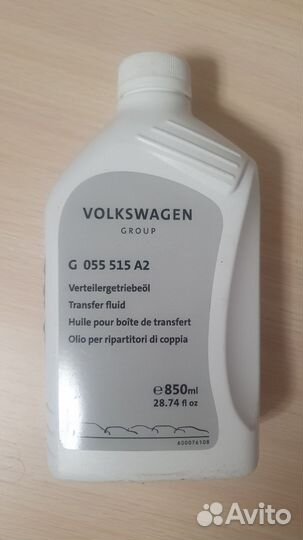 VOLKSWAGEN
GROUP
G 055 515 A2
Verteilergetriebeöl
Transfer fluid
Huile pour boîte de transfert
Olio per ripartitori di coppia
℮850ml
28.74 fl oz
400076108
Avito